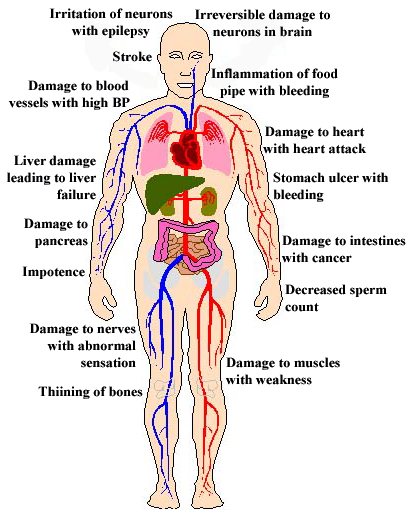 Irritation of neurons
with epilepsy
Irreversible damage to
neurons in brain
Stroke
Inflammation of food
pipe with bleeding
Damage to blood
vessels with high BP
Damage to heart
with heart attack
Liver damage
leading to liver
failure
Stomach ulcer with
bleeding
Damage to
pancreas
Damage to intestines
with cancer
Impotence
Decreased sperm
count
Damage to nerves
with abnormal
sensation
Damage to muscles
with weakness
Thiining of bones